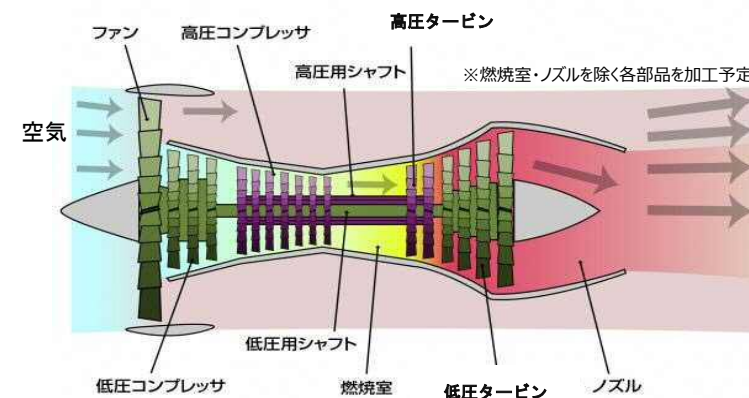 ファン
高圧コンプレッサ
高圧タービン
高圧用シャフト
※燃焼室・ノズルを除く各部品を加工予定
空気
低圧用シャフト
低圧コンプレッサ
燃焼室
低圧タービン
ノズル